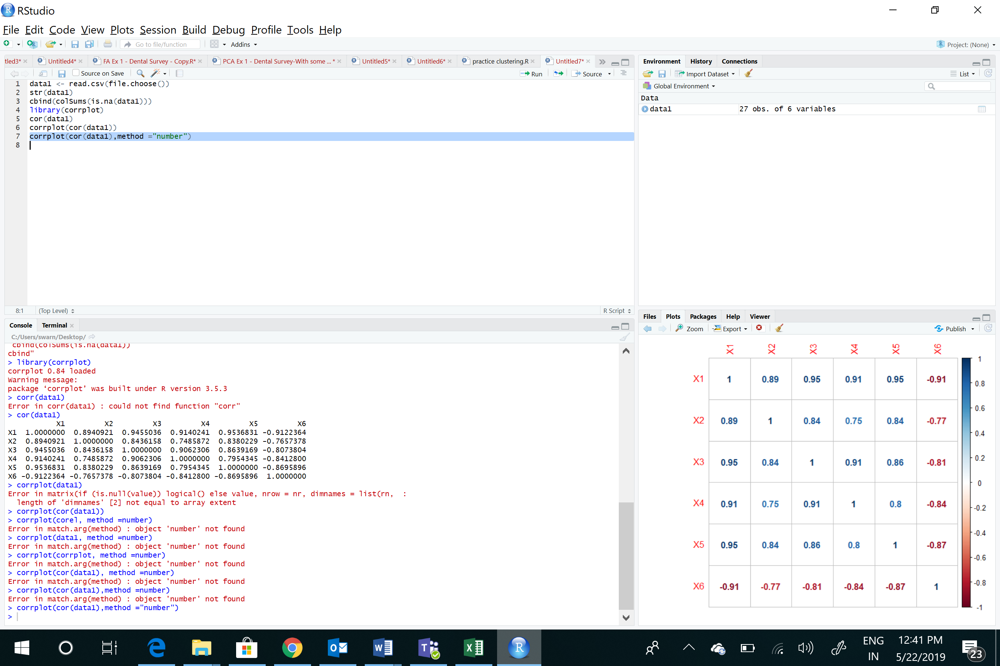 RStudio
File Edit Code View Plots Session Build Debug Profile Tools Help
Go to file/function Addins Project: (None)
tled3* Untitled4* FA Ex 1 - Dental Survey - Copy.R* PCA Ex 1 - Dental Survey-With some ... * Untitled5* Untitled6* practice clustering.R Untitled7*
Source on Save Run Source
1 data1 <- read.csv(file.choose())
2 str(data1)
3 cbind(colSums(is.na(data1)))
4 library(corrplot)
5 cor(data1)
6 corrplot(cor(data1))
7 corrplot(cor(data1),method ="number")
8
8:1 (Top Level) R Script
Console Terminal
C:/Users/swarn/Desktop/
cbind(colSums(is.na(data1))
cbind"
> library(corrplot)
corrplot 0.84 loaded
Warning message:
package ‘corrplot’ was built under R version 3.5.3
> corr(data1)
Error in corr(data1) : could not find function "corr"
> cor(data1)
X1 X2 X3 X4 X5 X6
X1 1.0000000 0.8940921 0.9455036 0.9140241 0.9536831 -0.9122364
X2 0.8940921 1.0000000 0.8436158 0.7485872 0.8380229 -0.7657378
X3 0.9455036 0.8436158 1.0000000 0.9062306 0.8639169 -0.8073804
X4 0.9140241 0.7485872 0.9062306 1.0000000 0.7954345 -0.8412800
X5 0.9536831 0.8380229 0.8639169 0.7954345 1.0000000 -0.8695896
X6 -0.9122364 -0.7657378 -0.8073804 -0.8412800 -0.8695896 1.0000000
> corrplot(data1)
Error in matrix(if (is.null(value)) logical() else value, nrow = nr, dimnames = list(rn, :
length of 'dimnames' [2] not equal to array extent
> corrplot(cor(data1))
> corrplot(corel, method =number)
Error in match.arg(method) : object 'number' not found
> corrplot(data1, method =number)
Error in match.arg(method) : object 'number' not found
> corrplot(corrplot, method =number)
Error in match.arg(method) : object 'number' not found
> corrplot(cor(data1), method =number)
Error in match.arg(method) : object 'number' not found
> corrplot(cor(data1),method =number)
Error in match.arg(method) : object 'number' not found
> corrplot(cor(data1),method ="number")
>
Environment History Connections
Import Dataset List
Global Environment
Data
data1 27 obs. of 6 variables
Files Plots Packages Help Viewer
Zoom Export Publish
X1 X2 X3 X4 X5 X6
X1 1 0.89 0.95 0.91 0.95 -0.91
X2 0.89 1 0.84 0.75 0.84 -0.77
X3 0.95 0.84 1 0.91 0.86 -0.81
X4 0.91 0.75 0.91 1 0.8 -0.84
X5 0.95 0.84 0.86 0.8 1 -0.87
X6 -0.91 -0.77 -0.81 -0.84 -0.87 1
1
0.8
0.6
0.4
0.2
0
-0.2
-0.4
-0.6
-0.8
-1
ENG
IN
12:41 PM
5/22/2019
23